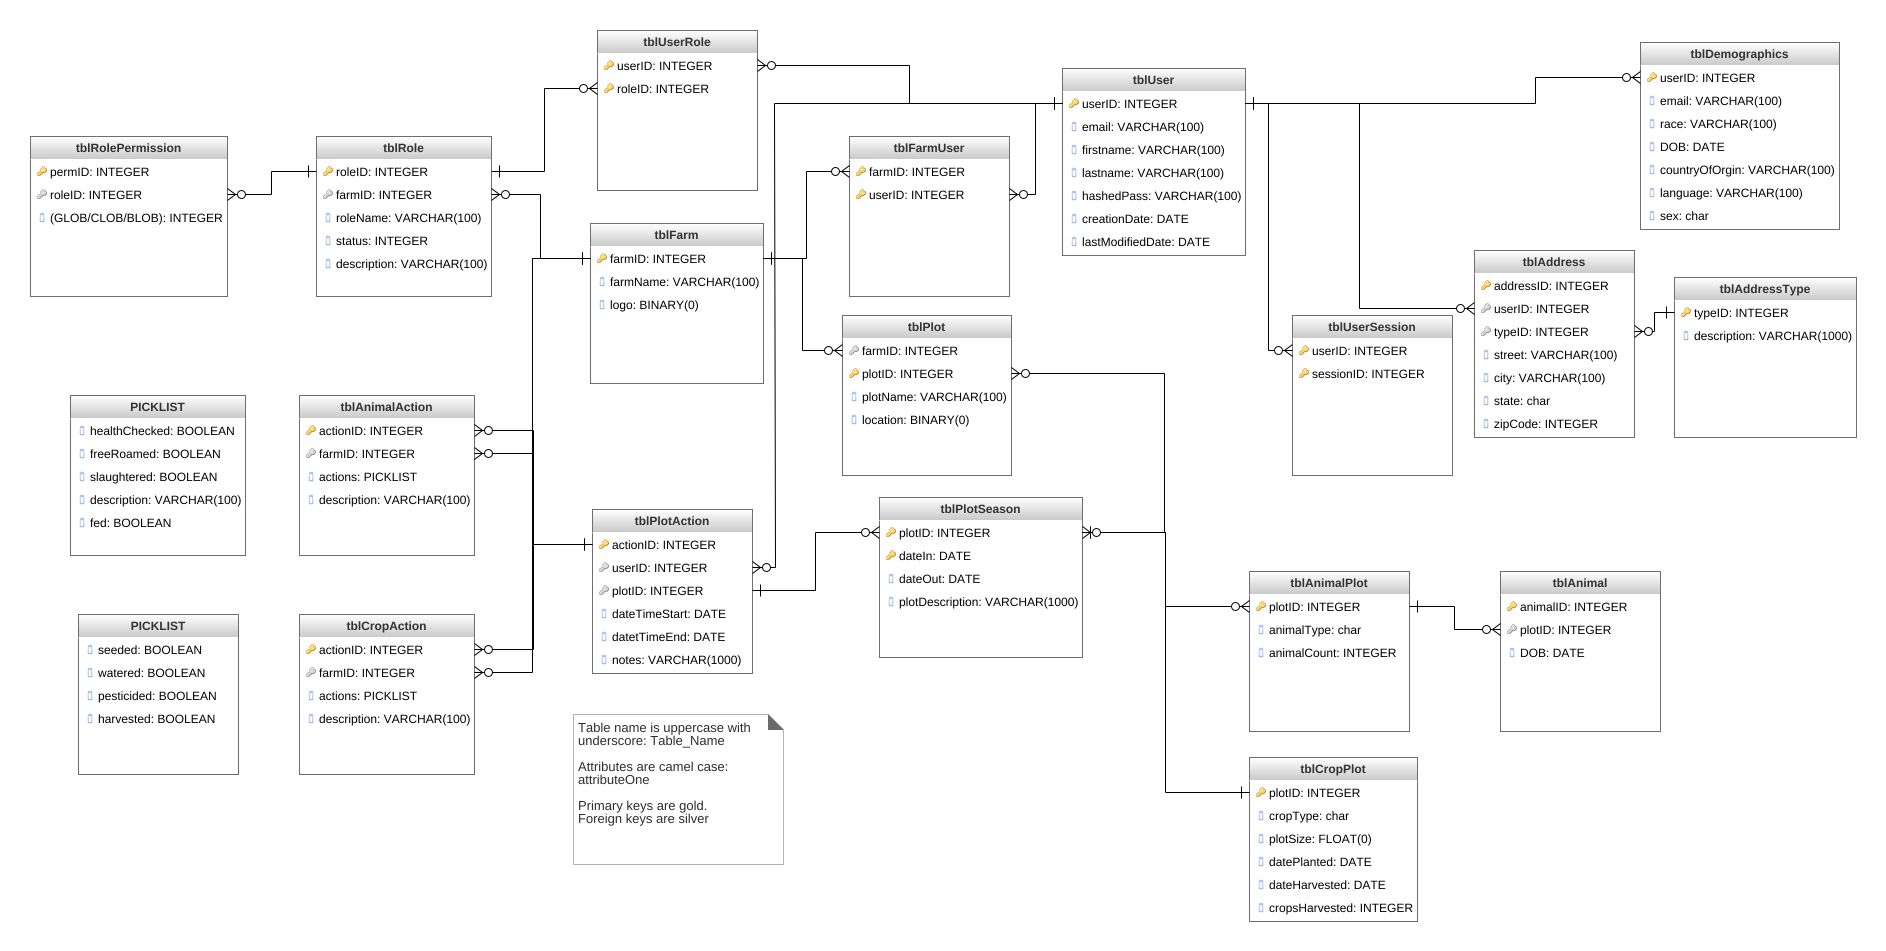 tblUserRole
userID: INTEGER
roleID: INTEGER
tblDemographics
userID: INTEGER
email: VARCHAR(100)
race: VARCHAR(100)
DOB: DATE
countryOfOrgin: VARCHAR(100)
language: VARCHAR(100)
sex: char
tblUser
userID: INTEGER
email: VARCHAR(100)
firstname: VARCHAR(100)
lastname: VARCHAR(100)
hashedPass: VARCHAR(100)
creationDate: DATE
lastModifiedDate: DATE
tblRolePermission
permID: INTEGER
roleID: INTEGER
(GLOB/CLOB/BLOB): INTEGER
tblRole
roleID: INTEGER
farmID: INTEGER
roleName: VARCHAR(100)
status: INTEGER
description: VARCHAR(100)
tblFarmUser
farmID: INTEGER
userID: INTEGER
tblFarm
farmID: INTEGER
farmName: VARCHAR(100)
logo: BINARY(0)
tblAddress
addressID: INTEGER
userID: INTEGER
typeID: INTEGER
street: VARCHAR(100)
city: VARCHAR(100)
state: char
zipCode: INTEGER
tblAddressType
typeID: INTEGER
description: VARCHAR(1000)
tblPlot
farmID: INTEGER
plotID: INTEGER
plotName: VARCHAR(100)
location: BINARY(0)
tblUserSession
userID: INTEGER
sessionID: INTEGER
PICKLIST
healthChecked: BOOLEAN
freeRoamed: BOOLEAN
slaughtered: BOOLEAN
description: VARCHAR(100)
fed: BOOLEAN
tblAnimalAction
actionID: INTEGER
farmID: INTEGER
actions: PICKLIST
description: VARCHAR(100)
tblPlotAction
actionID: INTEGER
userID: INTEGER
plotID: INTEGER
dateTimeStart: DATE
datetTimeEnd: DATE
notes: VARCHAR(1000)
tblPlotSeason
plotID: INTEGER
dateIn: DATE
dateOut: DATE
plotDescription: VARCHAR(1000)
tblAnimalPlot
plotID: INTEGER
animalType: char
animalCount: INTEGER
tblAnimal
animalID: INTEGER
plotID: INTEGER
DOB: DATE
PICKLIST
seeded: BOOLEAN
watered: BOOLEAN
pesticided: BOOLEAN
harvested: BOOLEAN
tblCropAction
actionID: INTEGER
farmID: INTEGER
actions: PICKLIST
description: VARCHAR(100)
Table name is uppercase with
underscore: Table_Name
Attributes are camel case:
attributeOne
Primary keys are gold.
Foreign keys are silver
tblCropPlot
plotID: INTEGER
cropType: char
plotSize: FLOAT(0)
datePlanted: DATE
dateHarvested: DATE
cropsHarvested: INTEGER